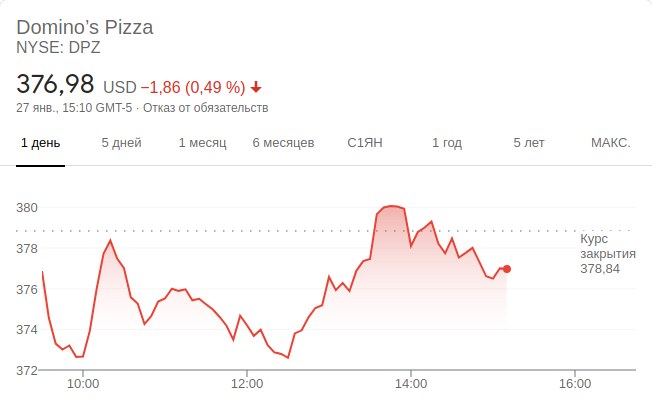 Domino’s Pizza
NYSE: DPZ
376,98 USD −1,86 (0,49 %)
27 янв., 15:10 GMT-5 · Отказ от обязательств
1 день 5 дней 1 месяц 6 месяцев С1ЯН 1 год 5 лет МАКС.
380
378
376
374
372
Курс
закрытия
378,84
10:00 12:00 14:00 16:00